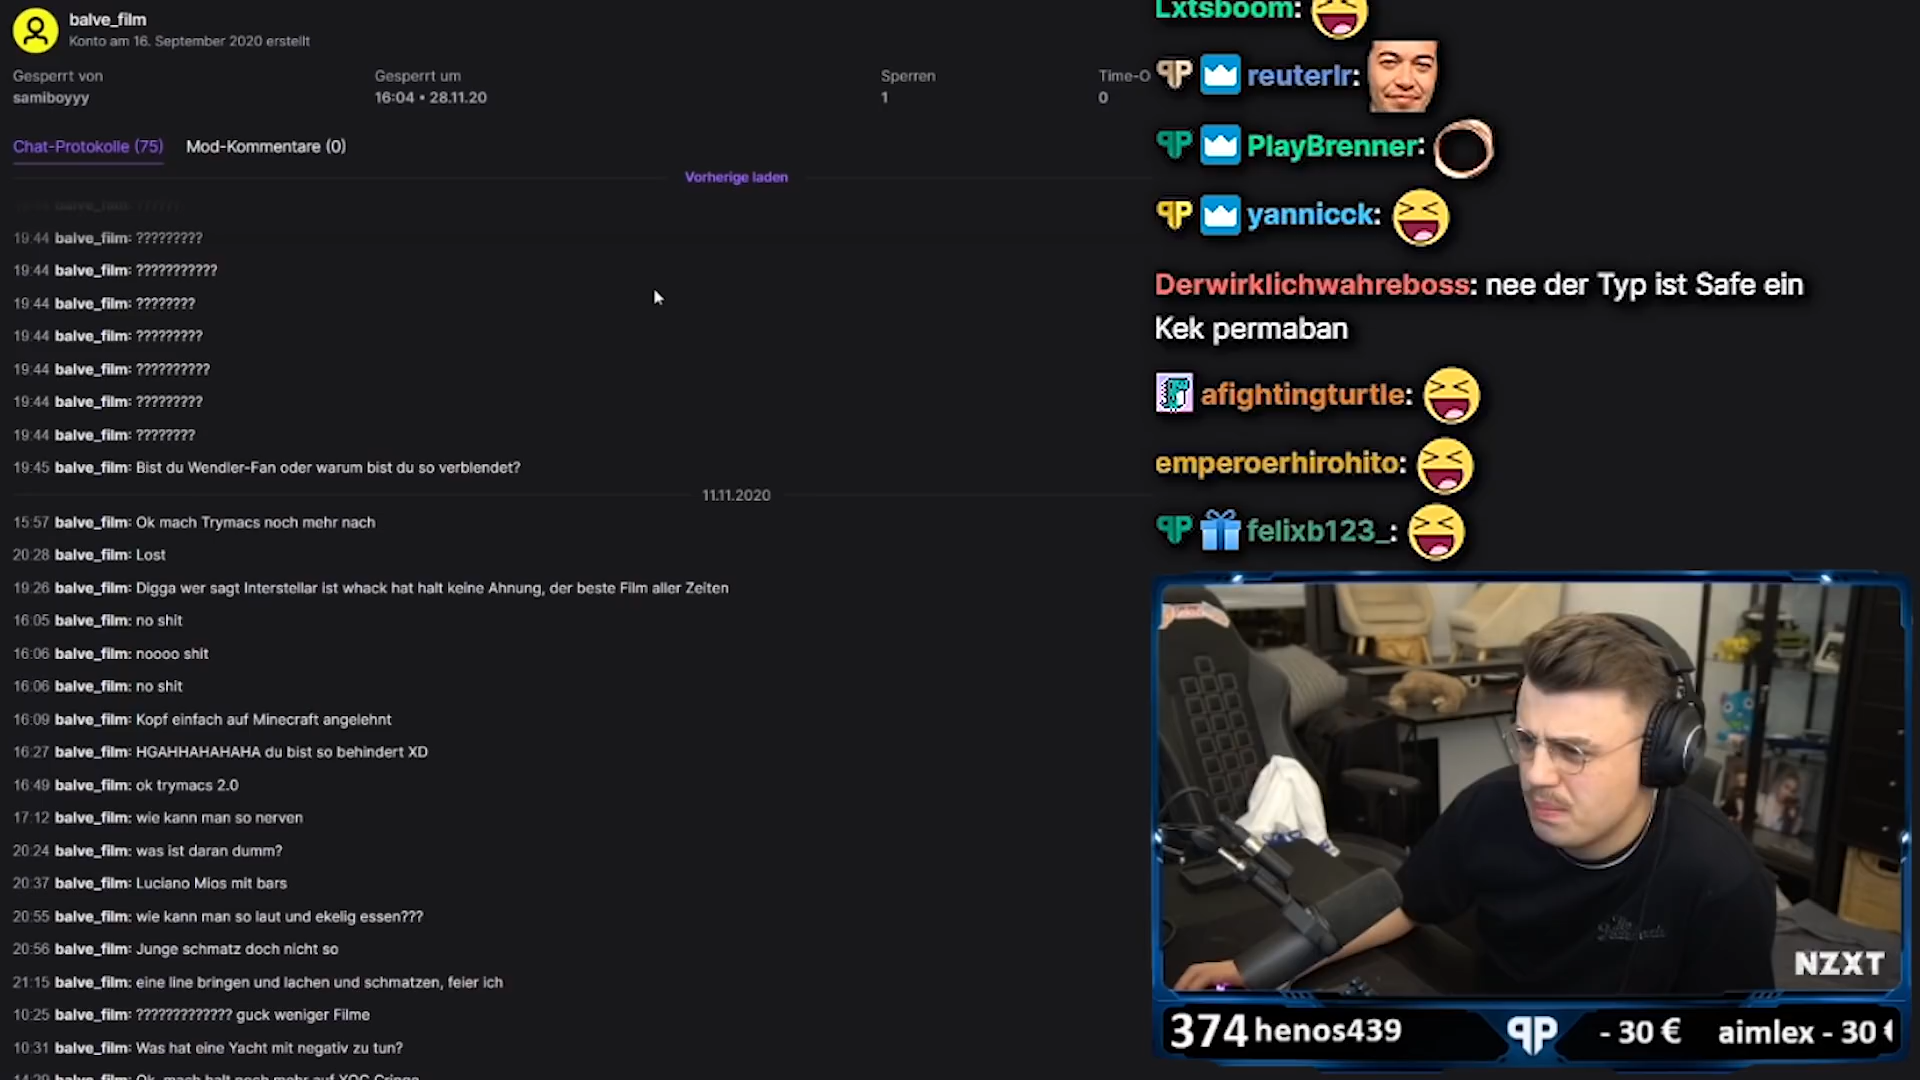 balve_film
Konto am 16. September 2020 erstellt
Gesperrt von
samiboyyy
Gesperrt um
16:04 • 28.11.20
Sperren
1
Time-O
0
Chat-Protokolle (75)
Mod-Kommentare (0)
Vorherige laden
19:44 balve_film: ?????????
19:44 balve_film: ???????????
19:44 balve_film: ????????
19:44 balve_film: ?????????
19:44 balve_film: ??????????
19:44 balve_film: ?????????
19:44 balve_film: ????????
19:45 balve_film: Bist du Wendler-Fan oder warum bist du so verblendet?
11.11.2020
15:57 balve_film: Ok mach Trymacs noch mehr nach
20:28 balve_film: Lost
19:26 balve_film: Digga wer sagt Interstellar ist whack hat halt keine Ahnung, der beste Film aller Zeiten
16:05 balve_film: no shit
16:06 balve_film: noooo shit
16:06 balve_film: no shit
16:09 balve_film: Kopf einfach auf Minecraft angelehnt
16:27 balve_film: HGAHHAHAHAHA du bist so behindert XD
16:49 balve_film: ok trymacs 2.0
17:12 balve_film: wie kann man so nerven
20:24 balve_film: was ist daran dumm?
20:37 balve_film: Luciano Mios mit bars
20:55 balve_film: wie kann man so laut und ekelig essen???
20:56 balve_film: Junge schmatz doch nicht so
21:15 balve_film: eine line bringen und lachen und schmatzen, feier ich
10:25 balve_film: ????????????? guck weniger Filme
10:31 balve_film: Was hat eine Yacht mit negativ zu tun?
Lxtsboom:
reuterlr:
PlayBrenner:
yannicck:
Derwirklichwahreboss: nee der Typ ist Safe ein
Kek permaban
afightingturtle:
emperoerhirohito:
felixb123_:
NZXT
374 henos439
- 30 €
aimlex - 30